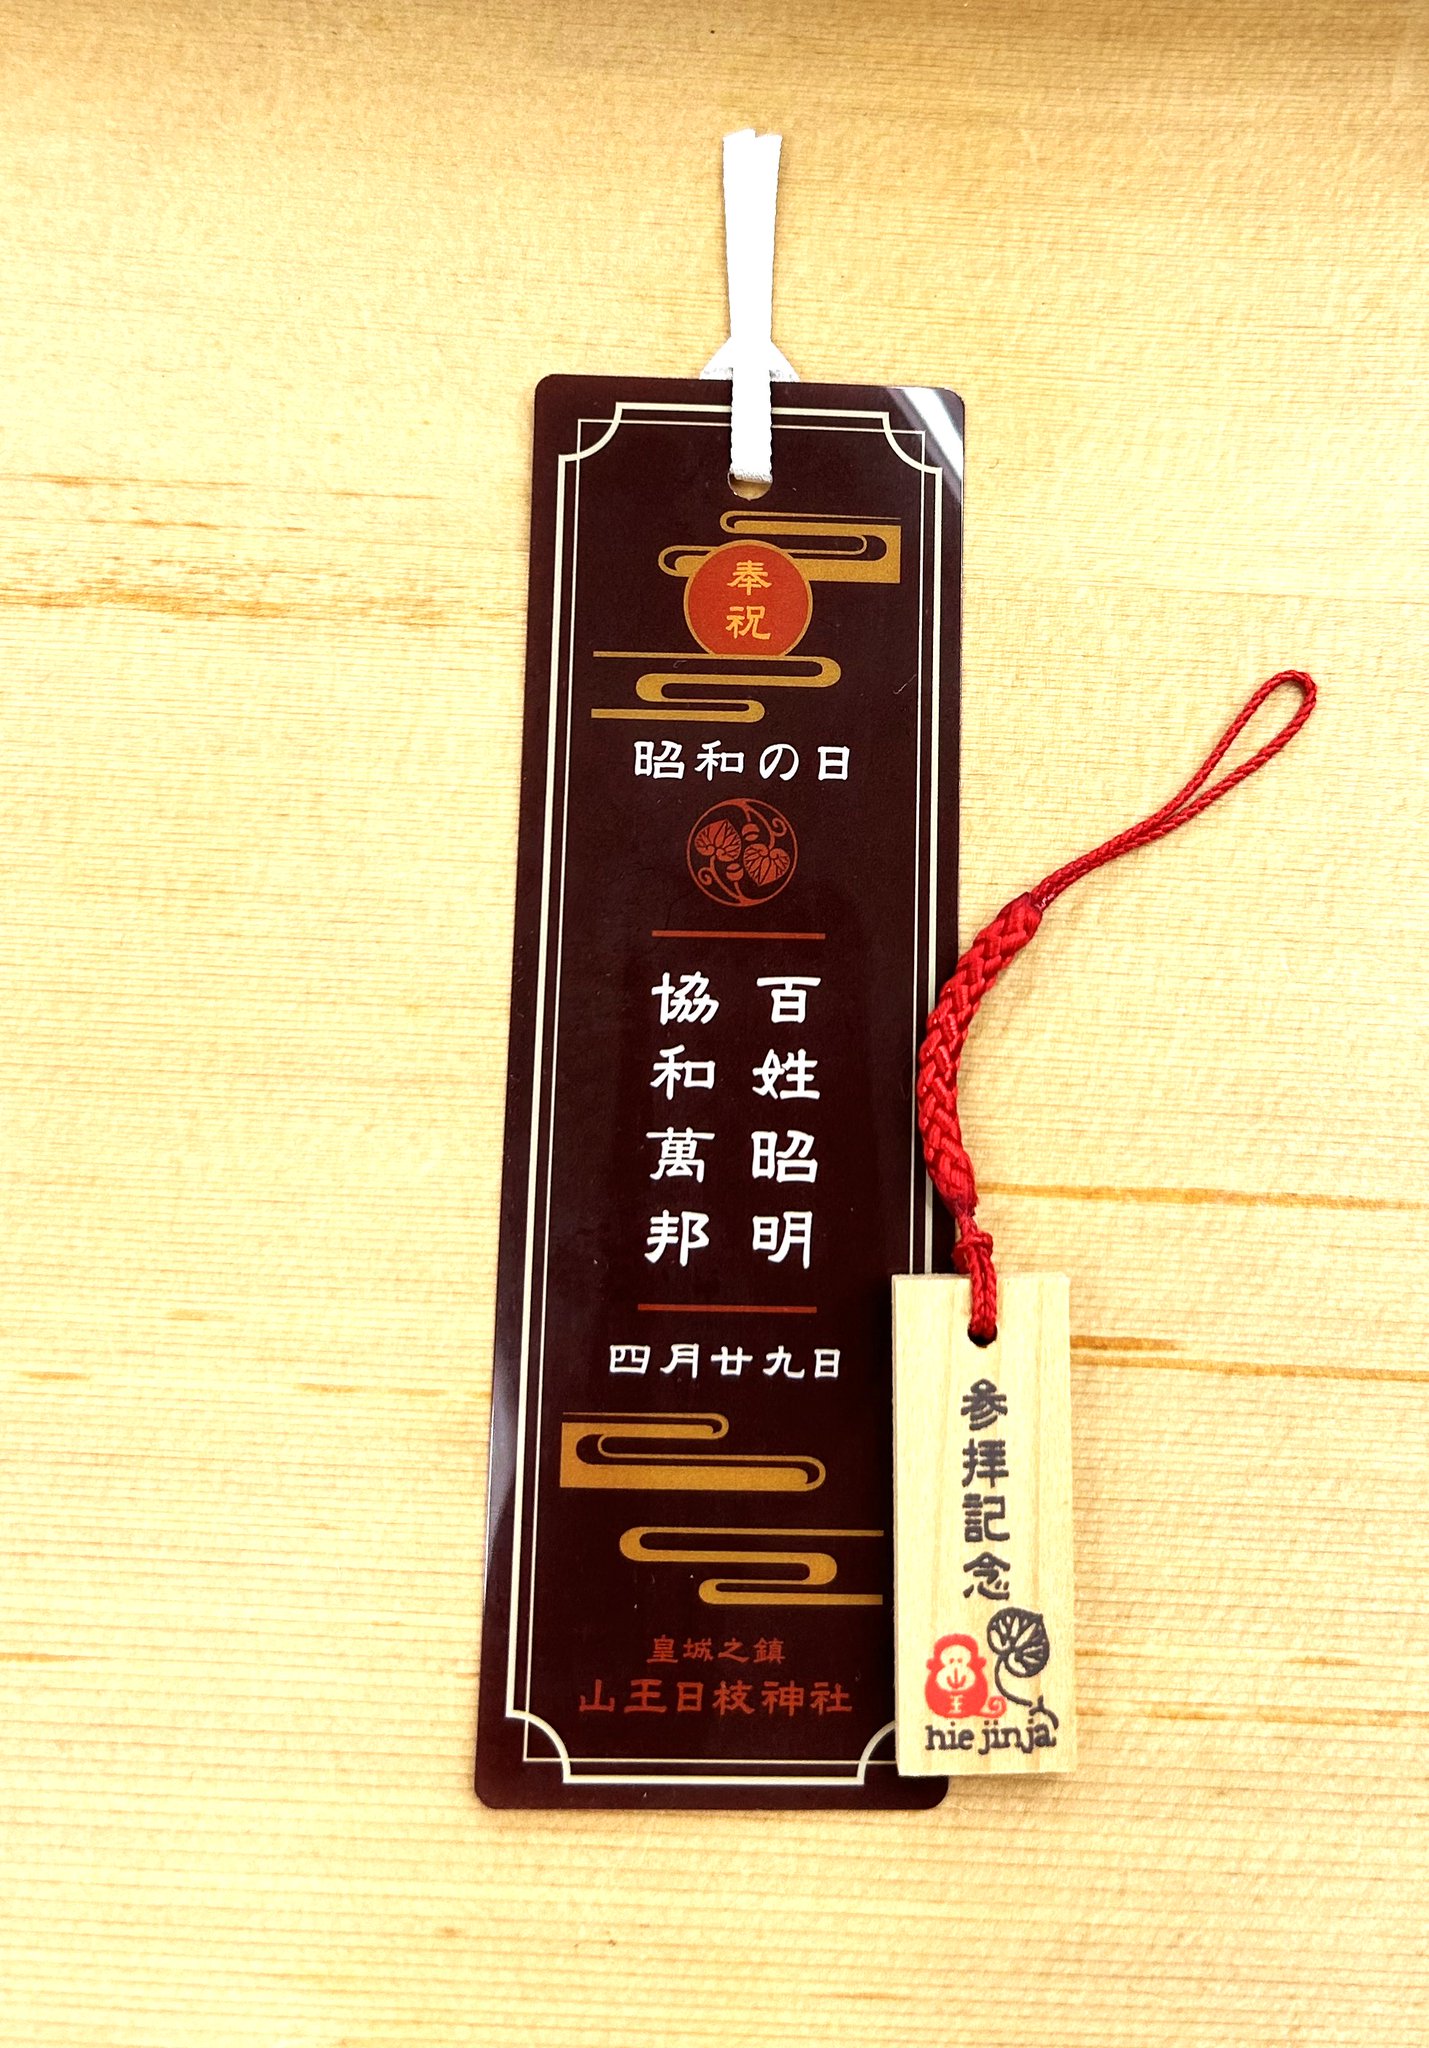 奉祝
昭和の日
百姓昭明
協和萬邦
四月廿九日
皇城之鎮
山王日枝神社
参拝記念
山王
hie jinja